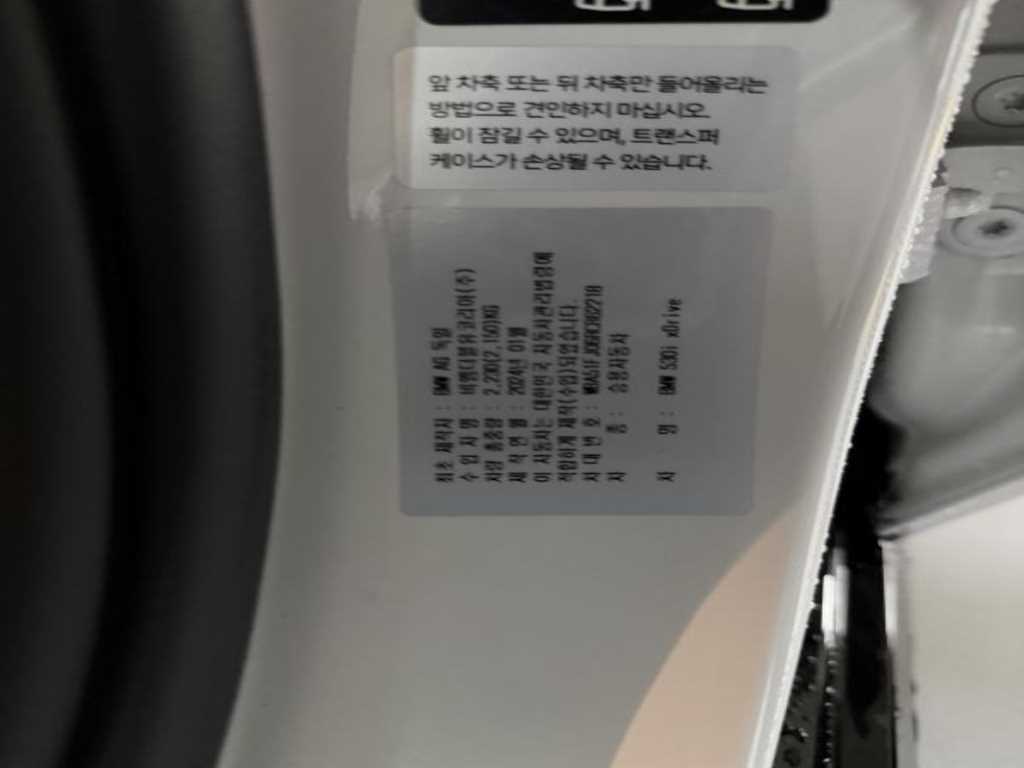 앞 차축 또는 뒤 차축만 들어올리는
방법으로 견인하지 마십시오.
휠이 잠길 수 있으며, 트랜스퍼
케이스가 손상될 수 있습니다.
최초 제작자 : BMW AG 독일
수 입 자 명 : 비엠더블유코리아(주)
차량 총중량 : 2,230(2,150)KG
제 작 연 월 : 2024년 01월
이 자동차는 대한민국 자동차관리법령에
적합하게 제작(수입)되었습니다.
차 대 번 호 :
차 종 : 승용자동차
차 명 : BMW 530i xDrive